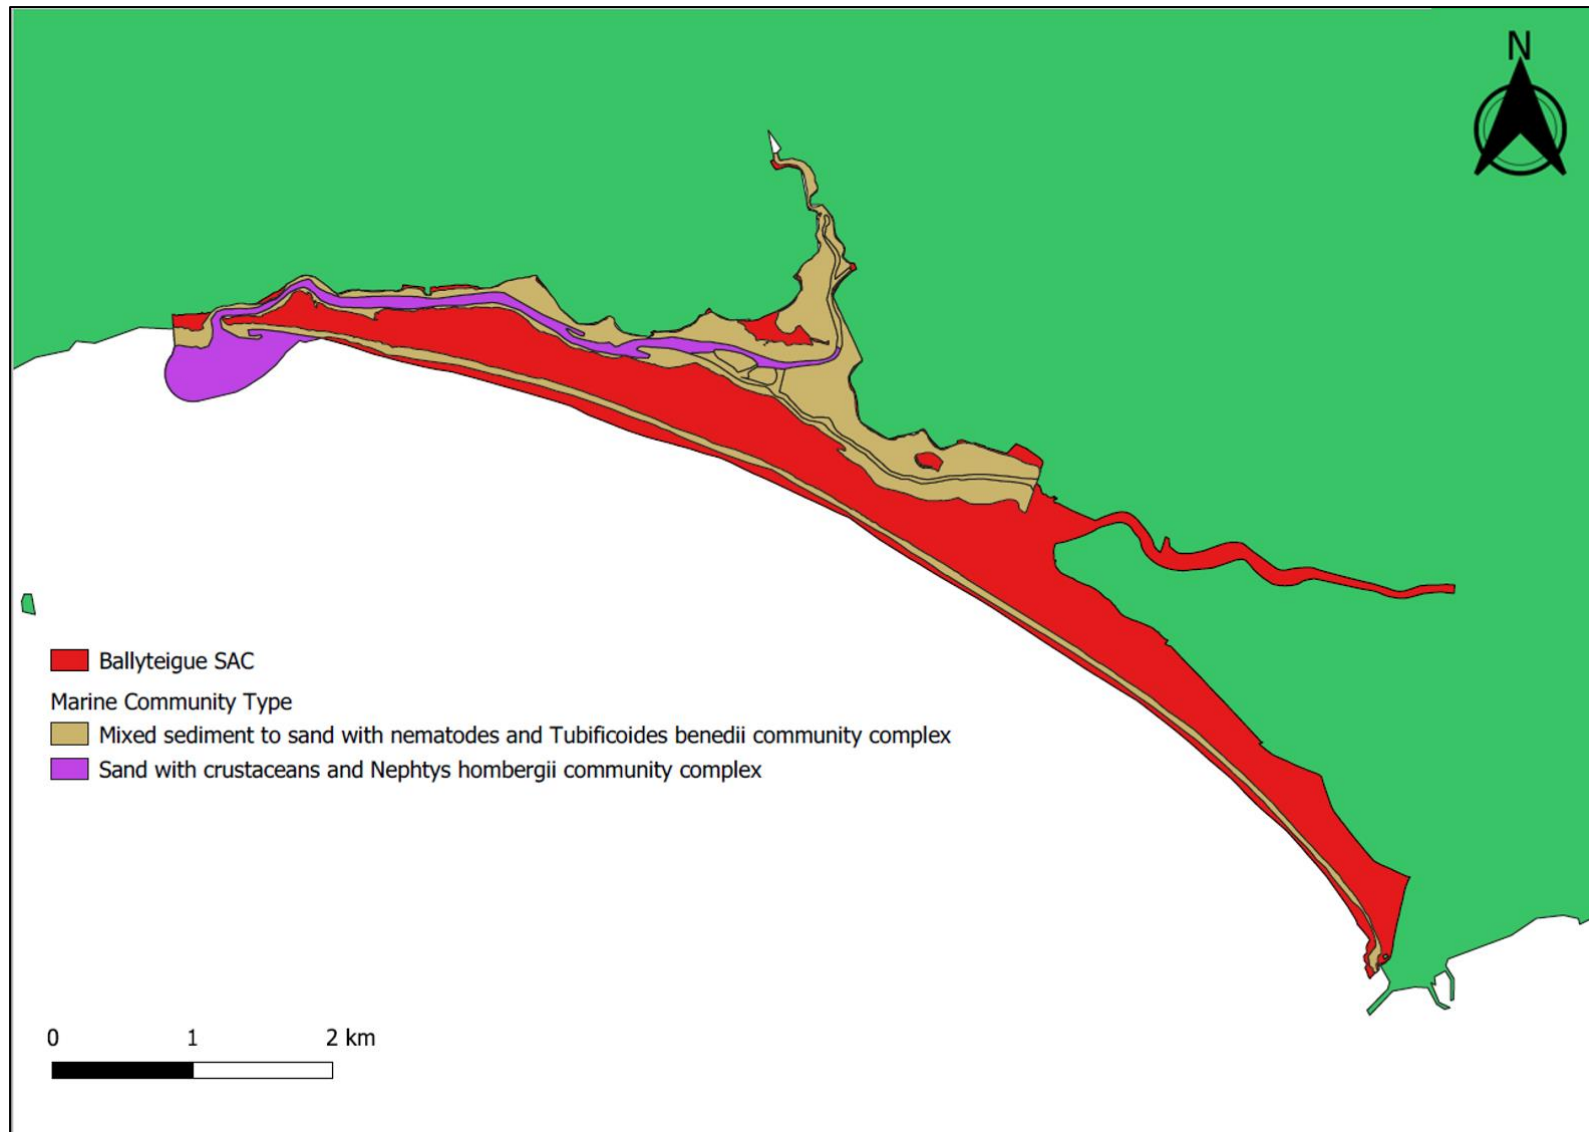 N
Ballyteigue SAC
Marine Community Type
Mixed sediment to sand with nematodes and Tubificoides benedii community complex
Sand with crustaceans and Nephtys hombergii community complex
0 1 2 km